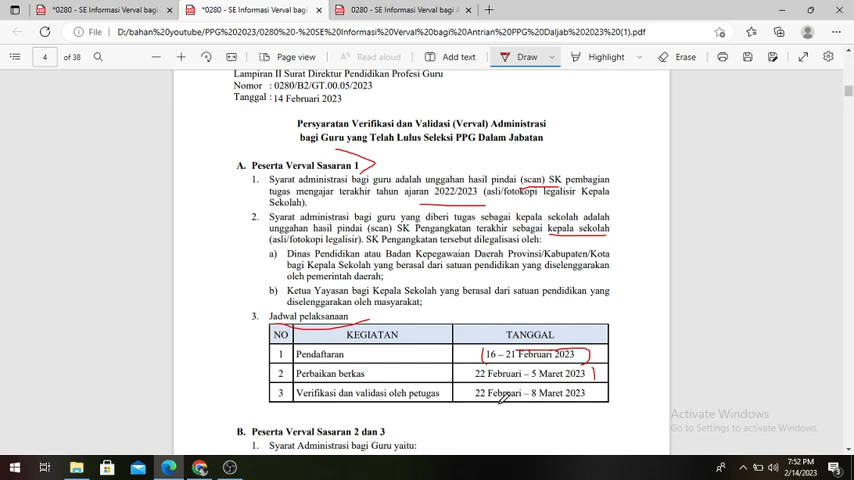 *0280 - SE Informasi Verval bagi
*0280 - SE Informasi Verval bagi
0280 - SE Informasi Verval bagi A
File
D:/bahan%20youtube/PPG%202023/0280%20-%20SE%20Informasi%20Verval%20bagi%20Antrian%20PPG%20Daljab%202023%20(1).pdf
4 of 38
Page view
Read aloud
Add text
Draw
Highlight
Erase
Lampiran II Surat Direktur Pendidikan Profesi Guru
Nomor : 0280/B2/GT.00.05/2023
Tanggal : 14 Februari 2023
Persyaratan Verifikasi dan Validasi (Verval) Administrasi
bagi Guru yang Telah Lulus Seleksi PPG Dalam Jabatan
A. Peserta Verval Sasaran 1
1. Syarat administrasi bagi guru adalah unggahan hasil pindai (scan) SK pembagian
tugas mengajar terakhir tahun ajaran 2022/2023 (asli/fotokopi legalisir Kepala
Sekolah).
2. Syarat administrasi bagi guru yang diberi tugas sebagai kepala sekolah adalah
unggahan hasil pindai (scan) SK Pengangkatan terakhir sebagai kepala sekolah
(asli/fotokopi legalisir). SK Pengangkatan tersebut dilegalisasi oleh:
a) Dinas Pendidikan atau Badan Kepegawaian Daerah Provinsi/Kabupaten/Kota
bagi Kepala Sekolah yang berasal dari satuan pendidikan yang diselenggarakan
oleh pemerintah daerah;
b) Ketua Yayasan bagi Kepala Sekolah yang berasal dari satuan pendidikan yang
diselenggarakan oleh masyarakat;
3. Jadwal pelaksanaan
NO KEGIATAN TANGGAL
1 Pendaftaran 16 – 21 Februari 2023
2 Perbaikan berkas 22 Februari – 5 Maret 2023
3 Verifikasi dan validasi oleh petugas 22 Februari – 8 Maret 2023
B. Peserta Verval Sasaran 2 dan 3
1. Syarat Administrasi bagi Guru yaitu:
Activate Windows
Go to Settings to activate Windows.
7:52 PM
2/14/2023
3